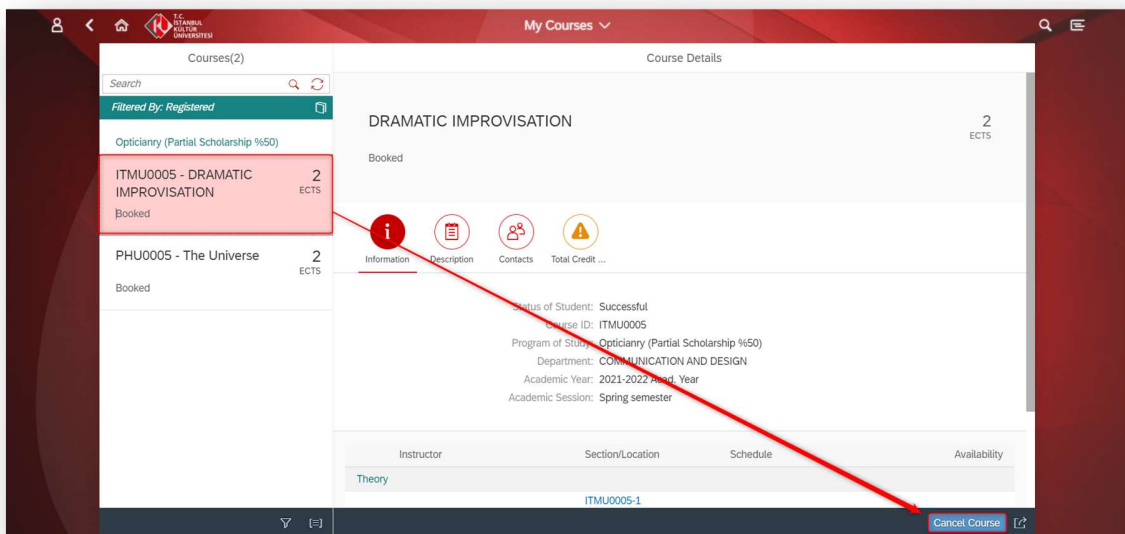 T.C.
İSTANBUL
KÜLTÜR
ÜNİVERSİTESİ
My Courses
Courses(2)
Course Details
Search
Filtered By: Registered
Opticianry (Partial Scholarship %50)
ITMU0005 - DRAMATIC
IMPROVISATION
2
ECTS
Booked
PHU0005 - The Universe
2
ECTS
Booked
DRAMATIC IMPROVISATION
2
ECTS
Booked
Information
Description
Contacts
Total Credit ...
Status of Student: Successful
Course ID: ITMU0005
Program of Study: Opticianry (Partial Scholarship %50)
Department: COMMUNICATION AND DESIGN
Academic Year: 2021-2022 Acad. Year
Academic Session: Spring semester
Instructor Section/Location Schedule Availability
Theory
ITMU0005-1
Cancel Course